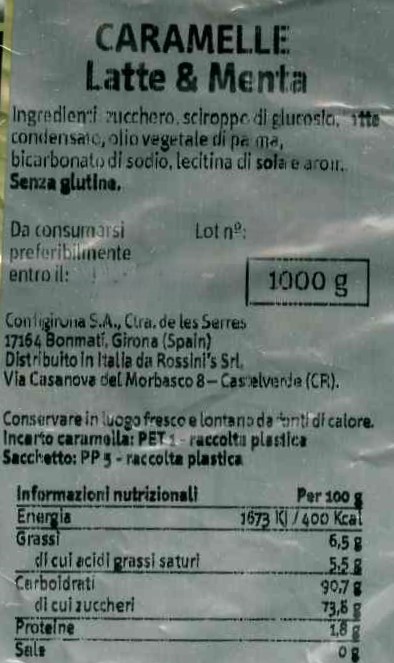 CARAMELLE
Latte & Menta
Ingredienti: zucchero, sciroppo di glucosio, latte
condensato, olio vegetale di palma,
bicarbonato di sodio, lecitina di soia e aromi.
Senza glutine.
Da consumarsi
preferibilmente
entro il:
Lot nº:
1000 g
Configirona S.A., Ctra. de les Serres
17164 Bonmatí, Girona (Spain)
Distribuito in Italia da Rossini's Srl,
Via Casanova del Morbasco 8 – Castelverde (CR).
Conservare in luogo fresco e lontano da fonti di calore.
Incarto caramella: PET 1 - raccolta plastica
Sacchetto: PP 5 - raccolta plastica
Informazioni nutrizionali Per 100 g
Energia 1673 KJ / 400 Kcal
Grassi 6,5 g
di cui acidi grassi saturi 5,5 g
Carboidrati 90,7 g
di cui zuccheri 73,8 g
Proteine 1,8 g
Sale 0 g